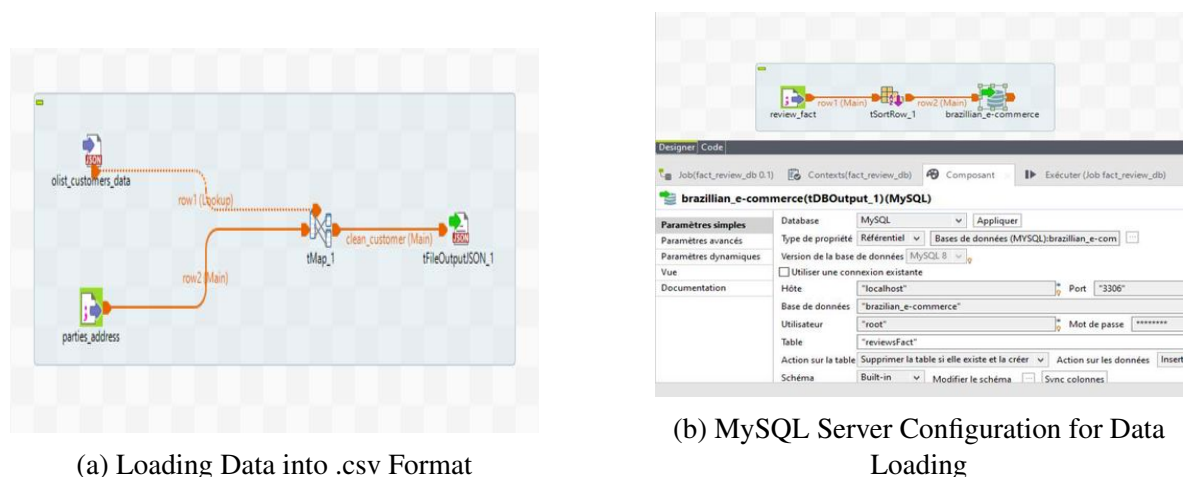 JSON
olist_customers_data
row1 (Lookup)
row2 (Main)
parties_address
tMap_1
clean_customer (Main)
JSON
tFileOutputJSON_1
(a) Loading Data into .csv Format
row1 (Main)
row2 (Main)
review_fact
tSortRow_1
brazillian_e-commerce
Designer Code
Job(fact_review_db 0.1) Contexts(fact_review_db) Composant Exécuter (Job fact_review_db)
brazillian_e-commerce(tDBOutput_1)(MySQL)
Paramètres simples
Paramètres avancés
Paramètres dynamiques
Vue
Documentation
Database MySQL Appliquer
Type de propriété Référentiel Bases de données (MYSQL):brazillian_e-com ...
Version de la base de données MySQL 8
Utiliser une connexion existante
Hôte "localhost" Port "3306"
Base de données "brazilian_e-commerce"
Utilisateur "root" Mot de passe ********
Table "reviewsFact"
Action sur la table Supprimer la table si elle existe et la créer Action sur les données Insert
Schéma Built-in Modifier le schéma ... Sync colonnes
(b) MySQL Server Configuration for Data
Loading